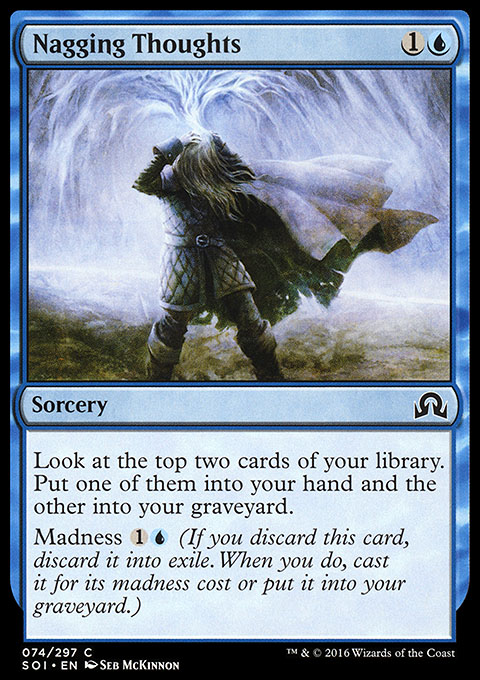 Nagging Thoughts 1
Sorcery
Look at the top two cards of your library.
Put one of them into your hand and the
other into your graveyard.
Madness 1 (If you discard this card,
discard it into exile. When you do, cast
it for its madness cost or put it into your
graveyard.)
074/297 C
SOI • EN Seb McKinnon
™ & © 2016 Wizards of the Coast